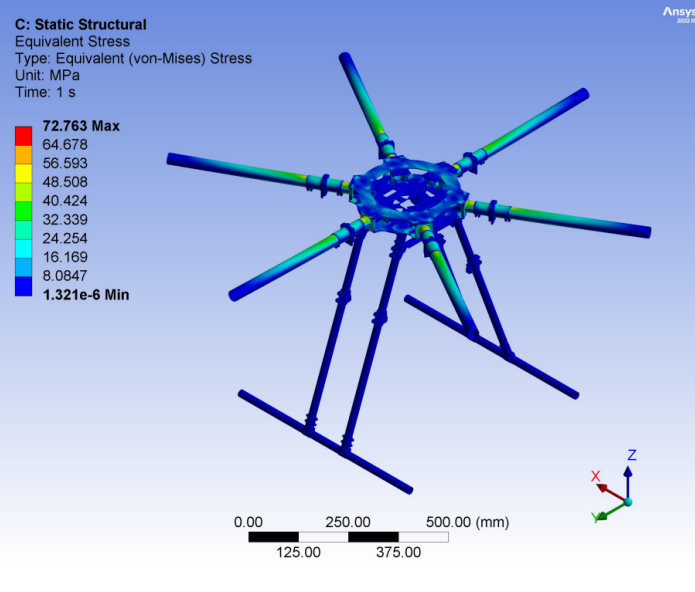 C: Static Structural
Equivalent Stress
Type: Equivalent (von-Mises) Stress
Unit: MPa
Time: 1 s
72.763 Max
64.678
56.593
48.508
40.424
32.339
24.254
16.169
8.0847
1.321e-6 Min
Ansys
2022
Z
X
Y
0.00 250.00 500.00 (mm)
125.00 375.00